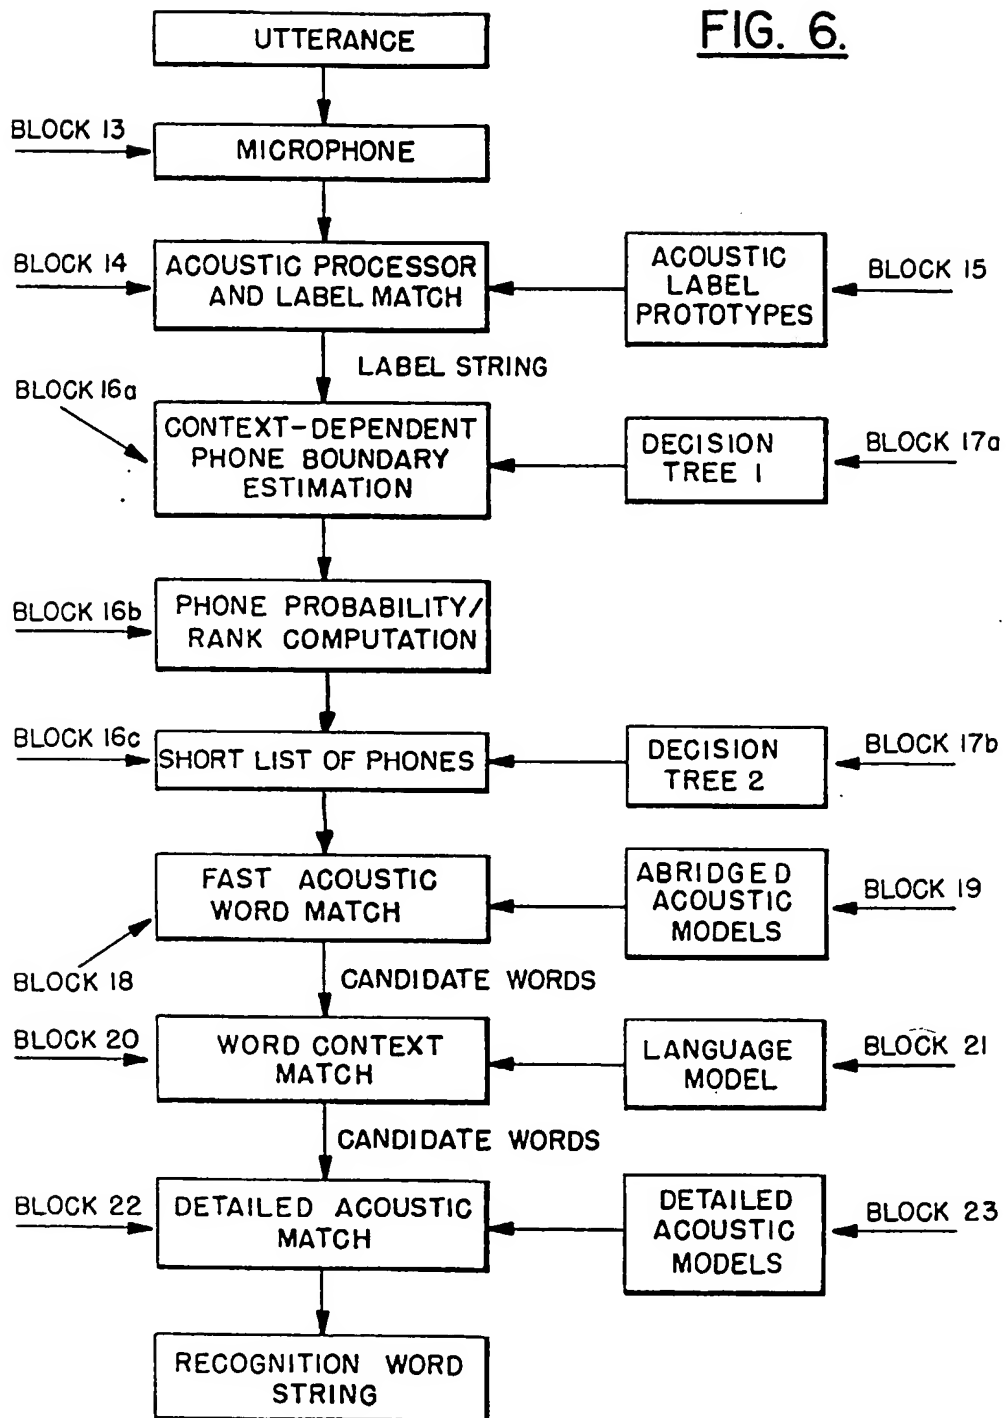 FIG. 6.
UTTERANCE
BLOCK 13
MICROPHONE
BLOCK 14
ACOUSTIC PROCESSOR
AND LABEL MATCH
ACOUSTIC
LABEL
PROTOTYPES
BLOCK 15
LABEL STRING
BLOCK 16a
CONTEXT-DEPENDENT
PHONE BOUNDARY
ESTIMATION
DECISION
TREE 1
BLOCK 17a
BLOCK 16b
PHONE PROBABILITY/
RANK COMPUTATION
BLOCK 16c
SHORT LIST OF PHONES
DECISION
TREE 2
BLOCK 17b
FAST ACOUSTIC
WORD MATCH
ABRIDGED
ACOUSTIC
MODELS
BLOCK 19
BLOCK 18
CANDIDATE WORDS
BLOCK 20
WORD CONTEXT
MATCH
LANGUAGE
MODEL
BLOCK 21
CANDIDATE WORDS
BLOCK 22
DETAILED ACOUSTIC
MATCH
DETAILED
ACOUSTIC
MODELS
BLOCK 23
RECOGNITION WORD
STRING